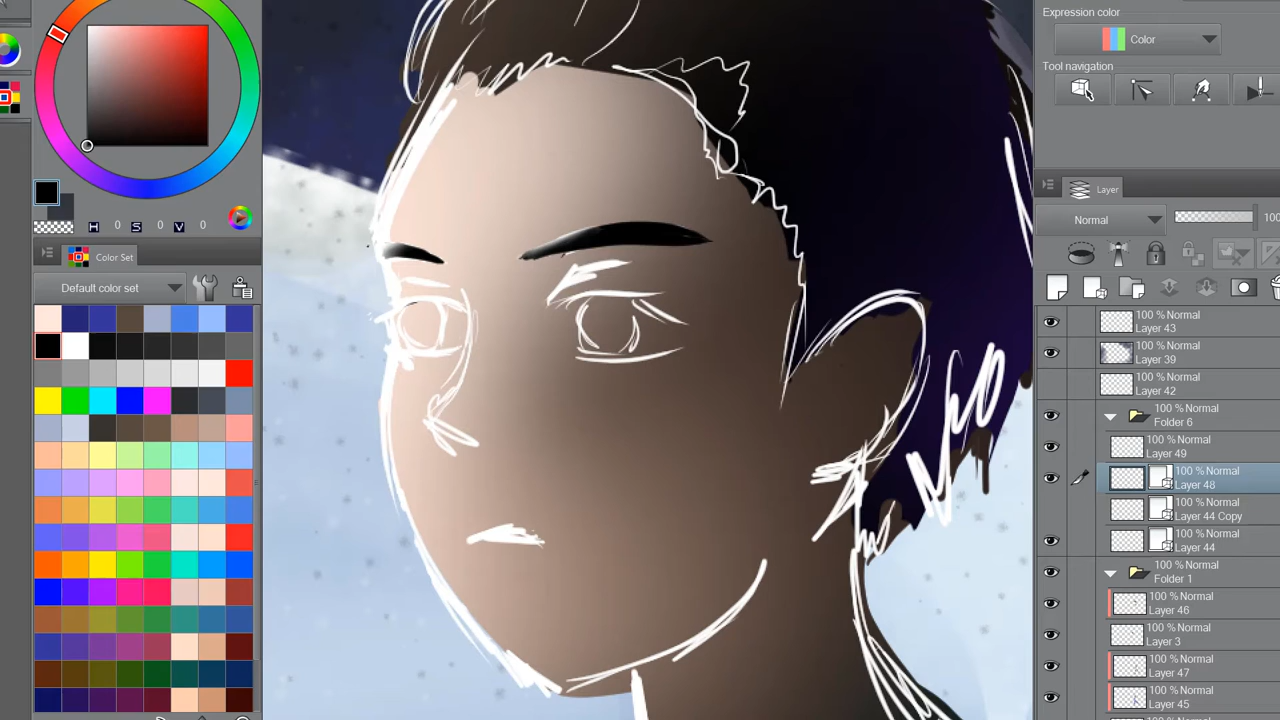 Expression color
Color
Tool navigation
Layer
Normal
100
H 0 S 0 V 0
Color Set
Default color set
100 % Normal
Layer 43
100 % Normal
Layer 39
100 % Normal
Layer 42
100 % Normal
Folder 6
100 % Normal
Layer 49
100 % Normal
Layer 48
100 % Normal
Layer 44 Copy
100 % Normal
Layer 44
100 % Normal
Folder 1
100 % Normal
Layer 46
100 % Normal
Layer 3
100 % Normal
Layer 47
100 % Normal
Layer 45
100 % Normal